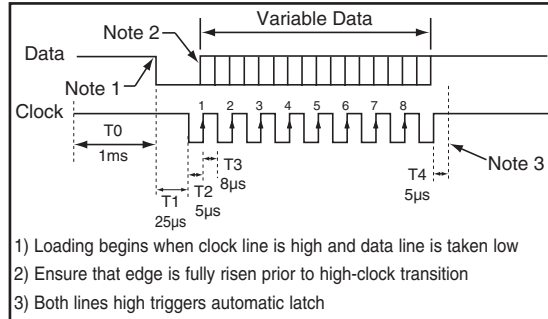 Variable Data
Note 2
Data
Note 1
Clock
1 2 3 4 5 6 7 8
T0
1ms
T3
8µs
Note 3
T2
5µs
T4
5µs
T1
25µs
1) Loading begins when clock line is high and data line is taken low
2) Ensure that edge is fully risen prior to high-clock transition
3) Both lines high triggers automatic latch